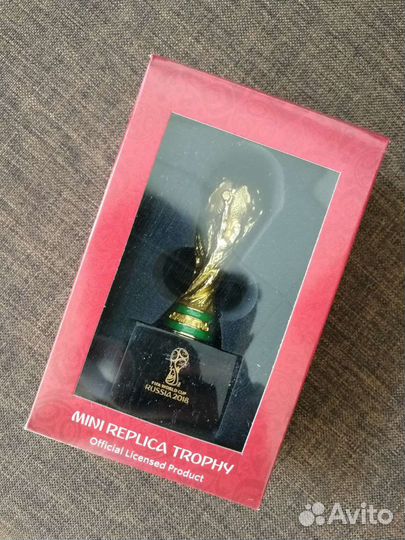 FIFA WORLD CUP
RUSSIA 2018
MINI REPLICA TROPHY
Official Licensed Product
Avito